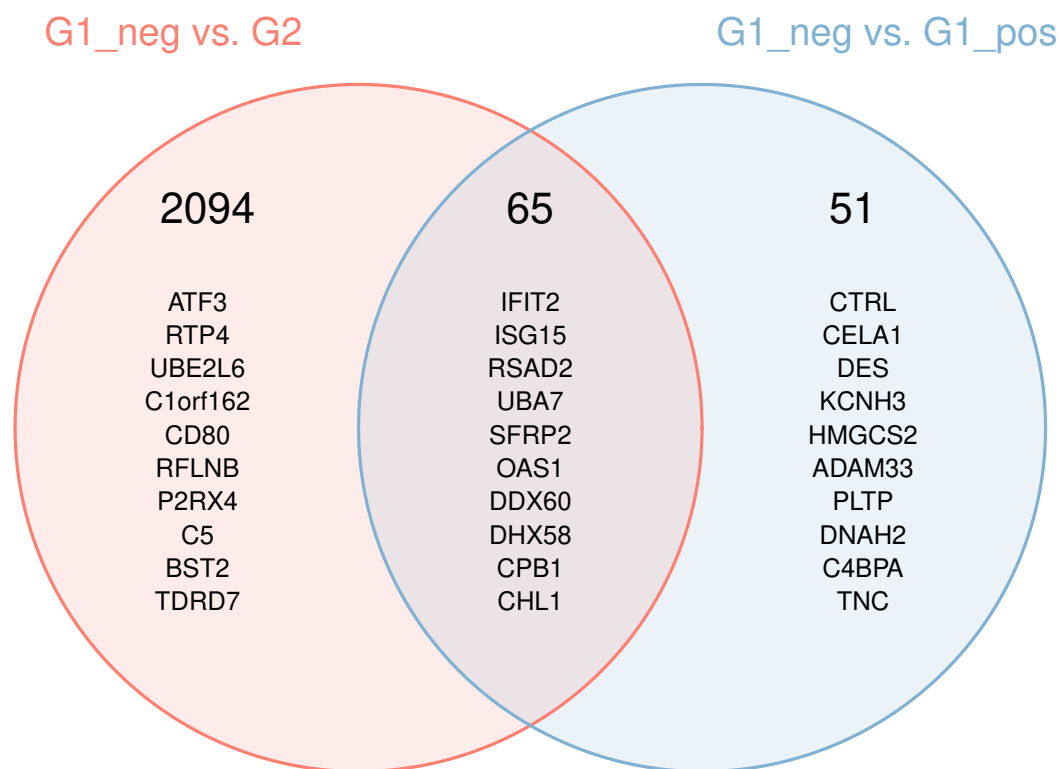 G1_neg vs. G2
G1_neg vs. G1_pos
2094
65
51
ATF3
RTP4
UBE2L6
C1orf162
CD80
RFLNB
P2RX4
C5
BST2
TDRD7
IFIT2
ISG15
RSAD2
UBA7
SFRP2
OAS1
DDX60
DHX58
CPB1
CHL1
CTRL
CELA1
DES
KCNH3
HMGCS2
ADAM33
PLTP
DNAH2
C4BPA
TNC